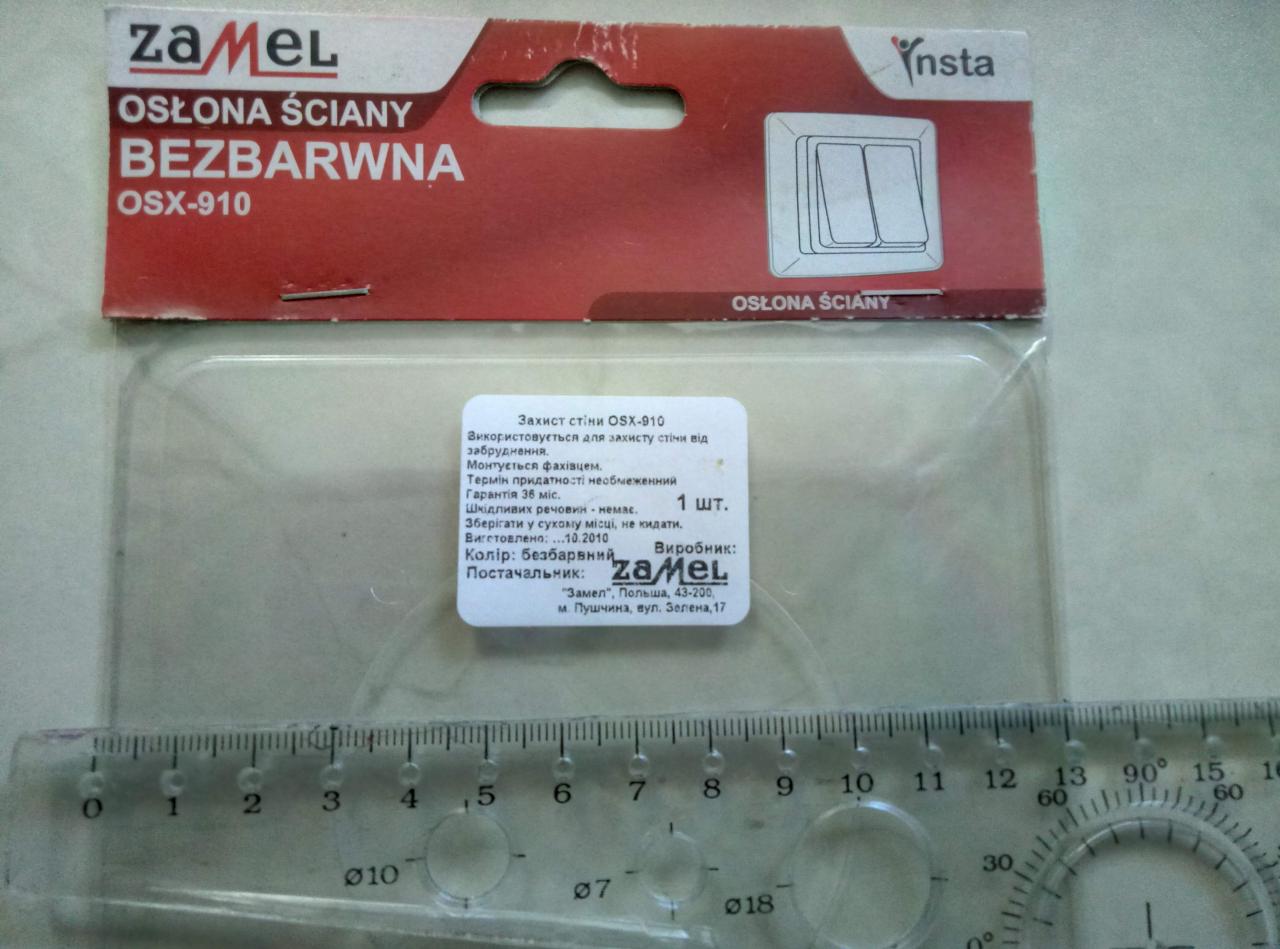 ZAMEL
Ynsta
OSŁONA ŚCIANY
BEZBARWNA
OSX-910
OSŁONA ŚCIANY
Захист стіни OSX-910
Використовується для захисту стіни від
забруднення.
Монтується фахівцем.
Термін придатності необмеженний
Гарантія 36 міс.
1 шт.
Шкідливих речовин - немає.
Зберігати у сухому місці, не кидати.
Виготовлено: ...10.2010
Колір: безбарвний
Виробник:
Постачальник:
ZAMEL
"Замел", Польша, 43-200,
м. Пушчина, вул. Зелена,17
0 1 2 3 4 5 6 7 8 9 10 11 12 13 90° 15 16
60 60
ø10 ø7 ø18 30
0°